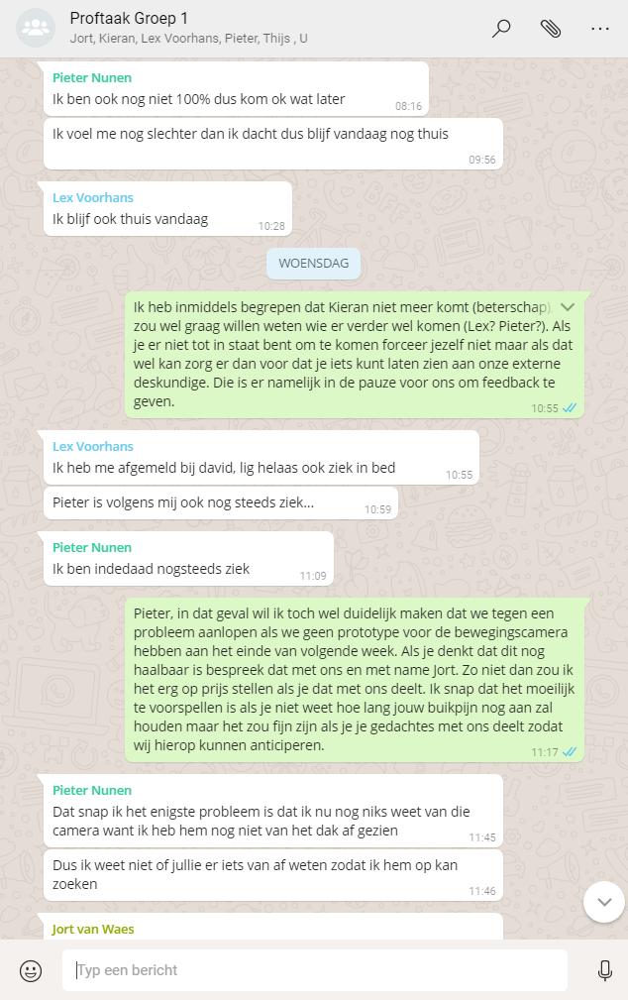 Proftaak Groep 1
Jort, Kieran, Lex Voorhans, Pieter, Thijs , U
Pieter Nunen
Ik ben ook nog niet 100% dus kom ok wat later
08:16
Ik voel me nog slechter dan ik dacht dus blijf vandaag nog thuis
09:56
Lex Voorhans
Ik blijf ook thuis vandaag
10:28
WOENSDAG
Ik heb inmiddels begrepen dat Kieran niet meer komt (beterschap).
zou wel graag willen weten wie er verder wel komen (Lex? Pieter?). Als
je er niet tot in staat bent om te komen forceer jezelf niet maar als dat
wel kan zorg er dan voor dat je iets kunt laten zien aan onze externe
deskundige. Die is er namelijk in de pauze voor ons om feedback te
geven.
10:55
Lex Voorhans
Ik heb me afgemeld bij david, lig helaas ook ziek in bed
10:55
Pieter is volgens mij ook nog steeds ziek...
10:59
Pieter Nunen
Ik ben indedaad nogsteeds ziek
11:09
Pieter, in dat geval wil ik toch wel duidelijk maken dat we tegen een
probleem aanlopen als we geen prototype voor de bewegingscamera
hebben aan het einde van volgende week. Als je denkt dat dit nog
haalbaar is bespreek dat met ons en met name Jort. Zo niet dan zou ik
het erg op prijs stellen als je dat met ons deelt. Ik snap dat het moeilijk
te voorspellen is als je niet weet hoe lang jouw buikpijn nog aan zal
houden maar het zou fijn zijn als je je gedachtes met ons deelt zodat
wij hierop kunnen anticiperen.
11:17
Pieter Nunen
Dat snap ik het enigste probleem is dat ik nu nog niks weet van die
camera want ik heb hem nog niet van het dak af gezien
11:45
Dus ik weet niet of jullie er iets van af weten zodat ik hem op kan
zoeken
11:46
Jort van Waes
Typ een bericht